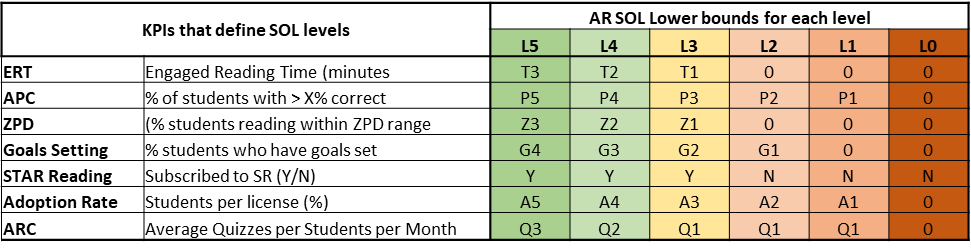 KPIs that define SOL levels AR SOL Lower bounds for each level
L5 L4 L3 L2 L1 L0
ERT Engaged Reading Time (minutes T3 T2 T1 0 0 0
APC % of students with > X% correct P5 P4 P3 P2 P1 0
ZPD (% students reading within ZPD range Z3 Z2 Z1 0 0 0
Goals Setting % students who have goals set G4 G3 G2 G1 0 0
STAR Reading Subscribed to SR (Y/N) Y Y Y N N N
Adoption Rate Students per license (%) A5 A4 A3 A2 A1 0
ARC Average Quizzes per Students per Month Q3 Q2 Q1 Q1 Q1 0